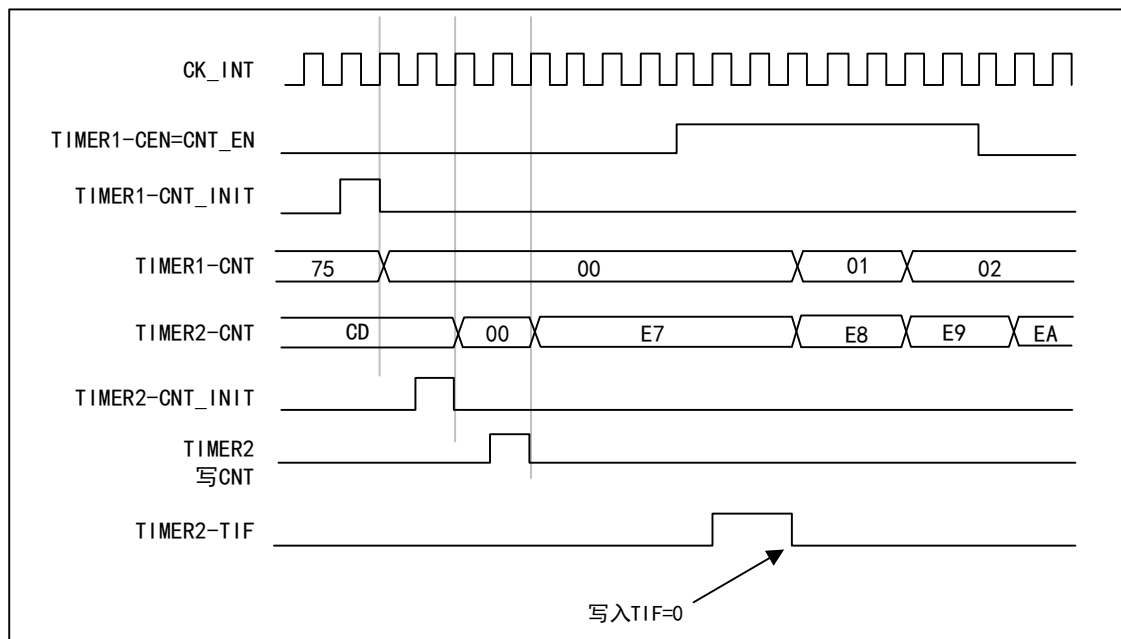 CK_INT
TIMER1-CEN=CNT_EN
TIMER1-CNT_INIT
TIMER1-CNT
75
00
01
02
TIMER2-CNT
CD
00
E7
E8
E9
EA
TIMER2-CNT_INIT
TIMER2
写CNT
TIMER2-TIF
写入TIF=0